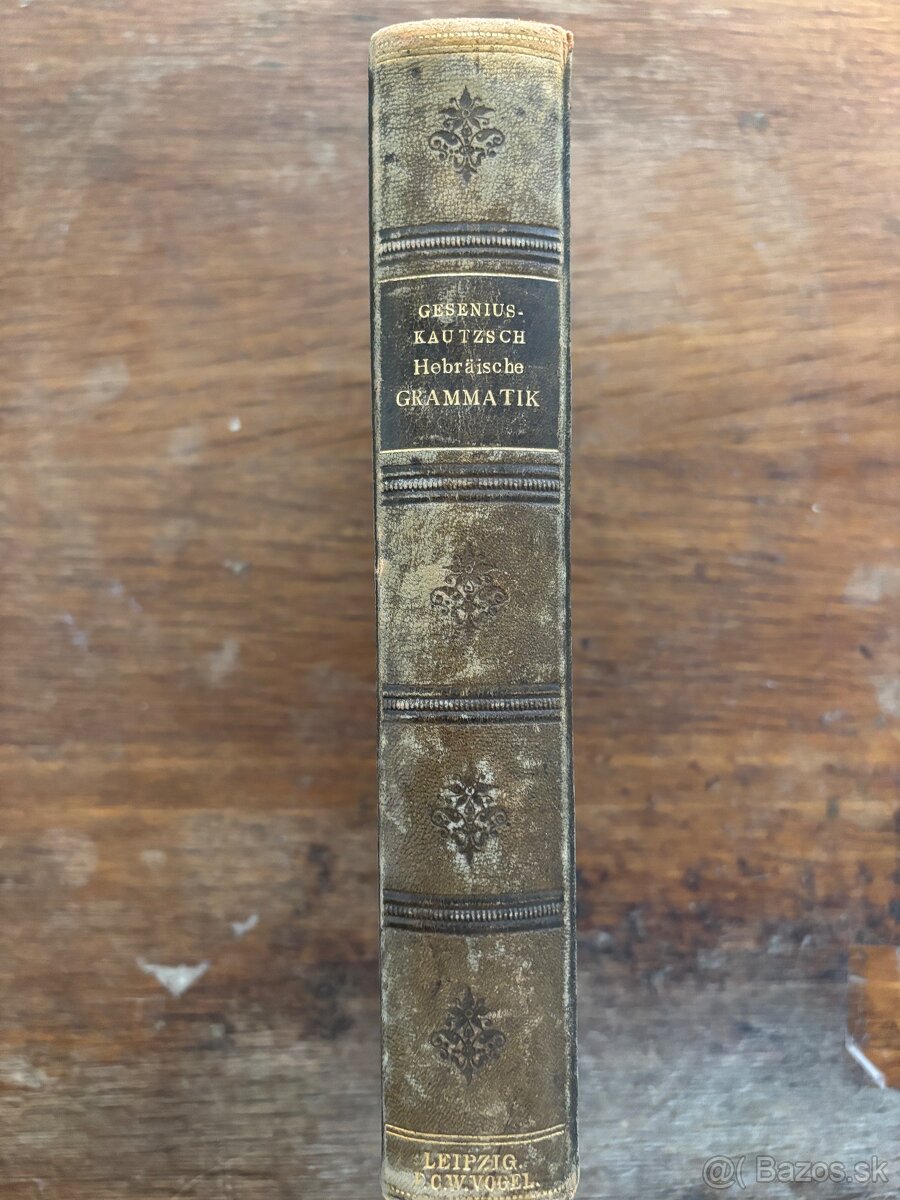 GESENIUS-
KAUTZSCH
Hebräische
GRAMMATIK
LEIPZIG.
F.C.W.VOGEL.
@( Bazos.sk